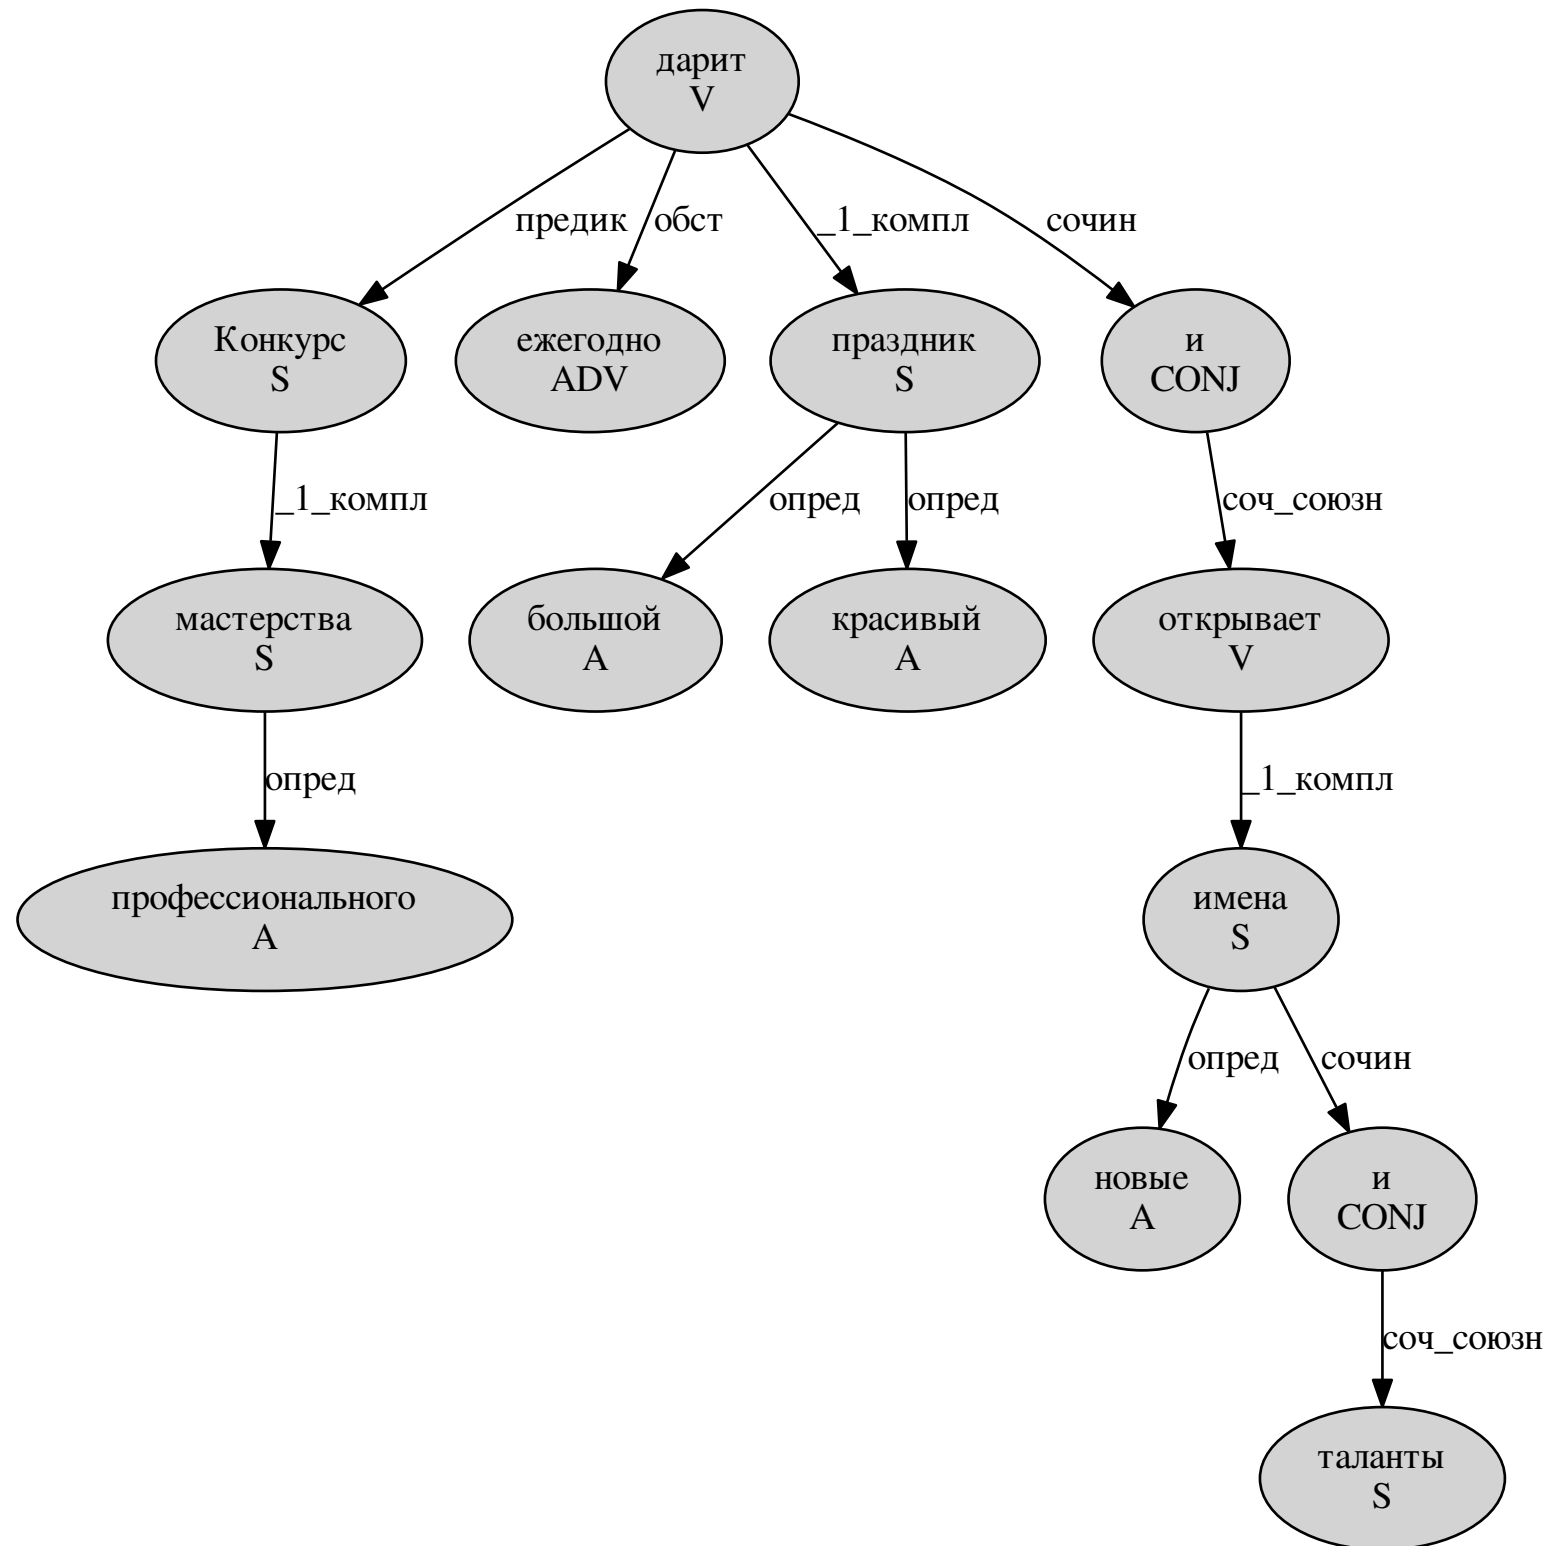 дарит
V
предик
обст
_1_компл
сочин
Конкурс
S
ежегодно
ADV
праздник
S
и
CONJ
_1_компл
опред
опред
соч_союзн
мастерства
S
большой
A
красивый
A
открывает
V
опред
_1_компл
профессионального
A
имена
S
опред
сочин
новые
A
и
CONJ
соч_союзн
таланты
S